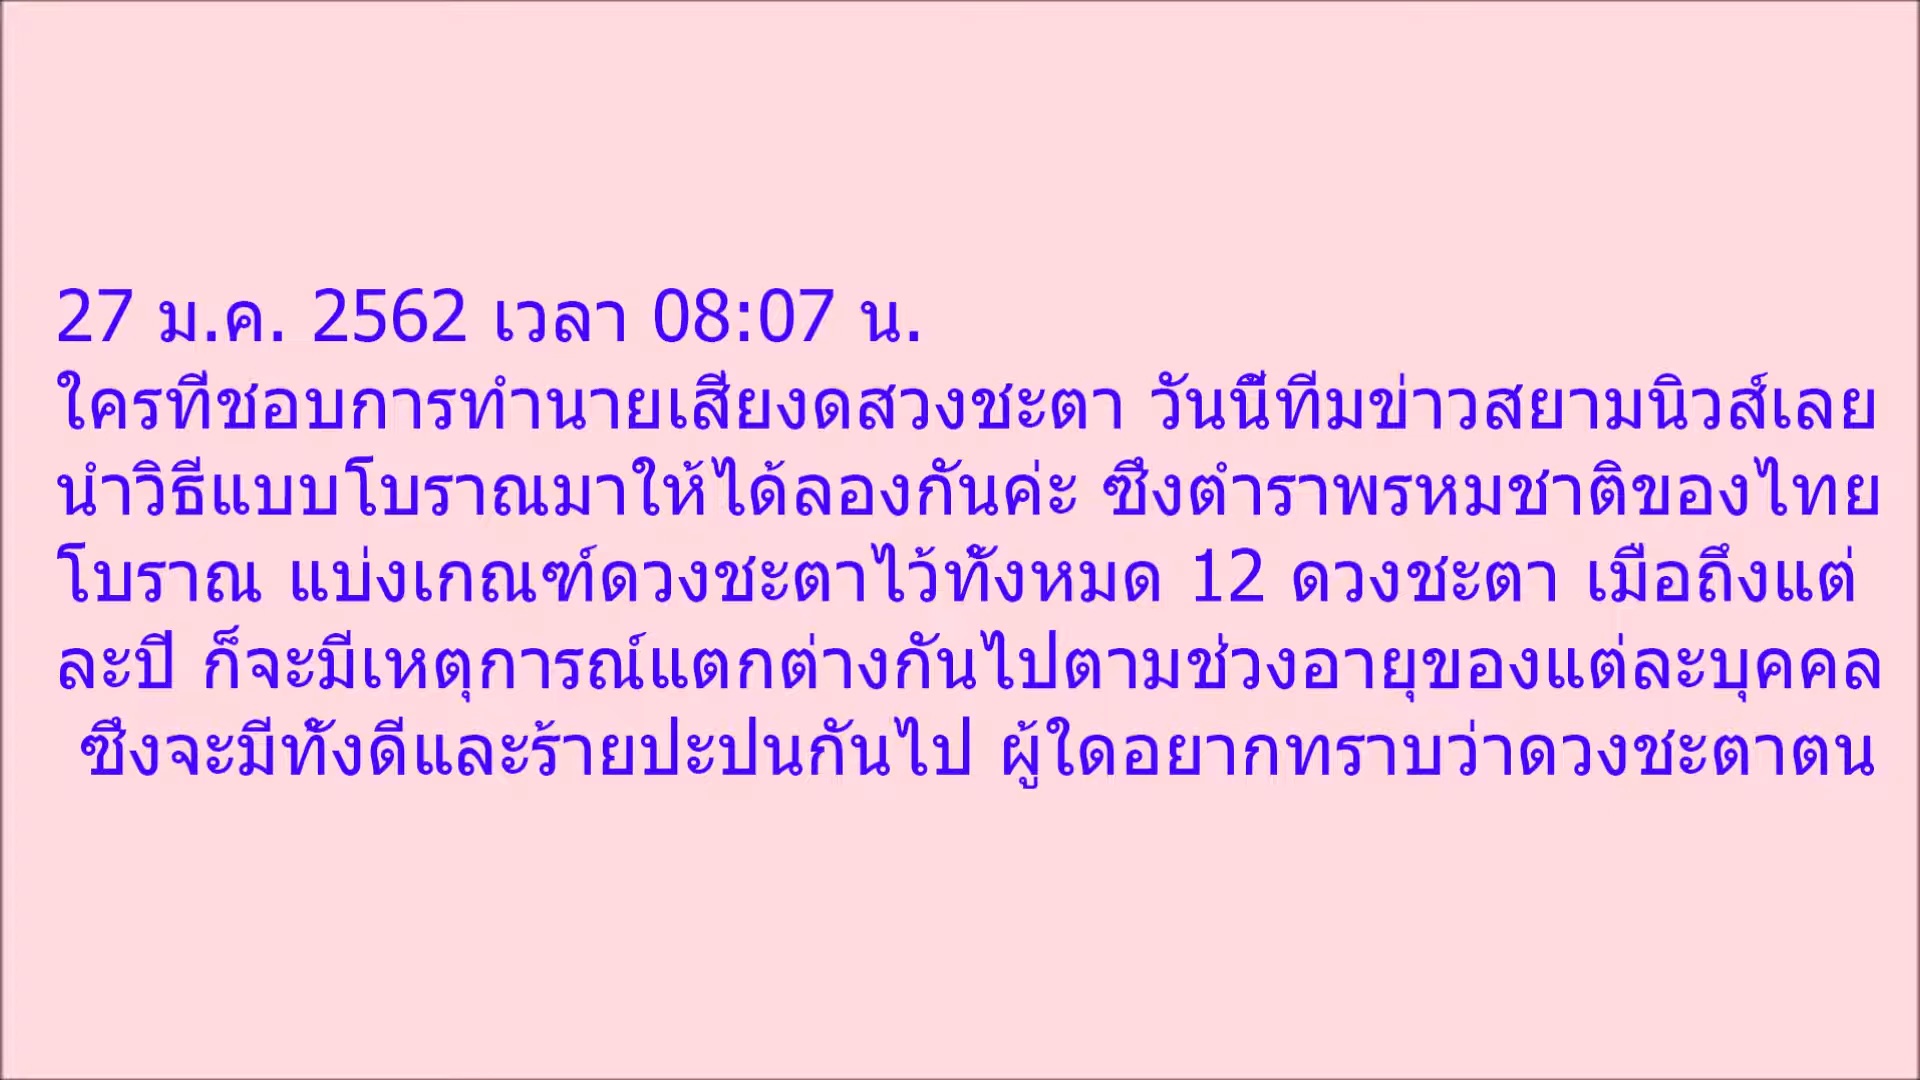 27 ม.ค. 2562 เวลา 08:07 น.
ใครที่ชอบการทำนายเสี่ยงดสวงชะตา วันนี้ทีมข่าวสยามนิวส์เลย
นำวิธีแบบโบราณมาให้ได้ลองกันค่ะ ซึ่งตำราพรหมชาติของไทย
โบราณ แบ่งเกณฑ์ดวงชะตาไว้ทั้งหมด 12 ดวงชะตา เมื่อถึงแต่
ละปี ก็จะมีเหตุการณ์แตกต่างกันไปตามช่วงอายุของแต่ละบุคคล
ซึ่งจะมีทั้งดีและร้ายปะปนกันไป ผู้ใดอยากทราบว่าดวงชะตาตน